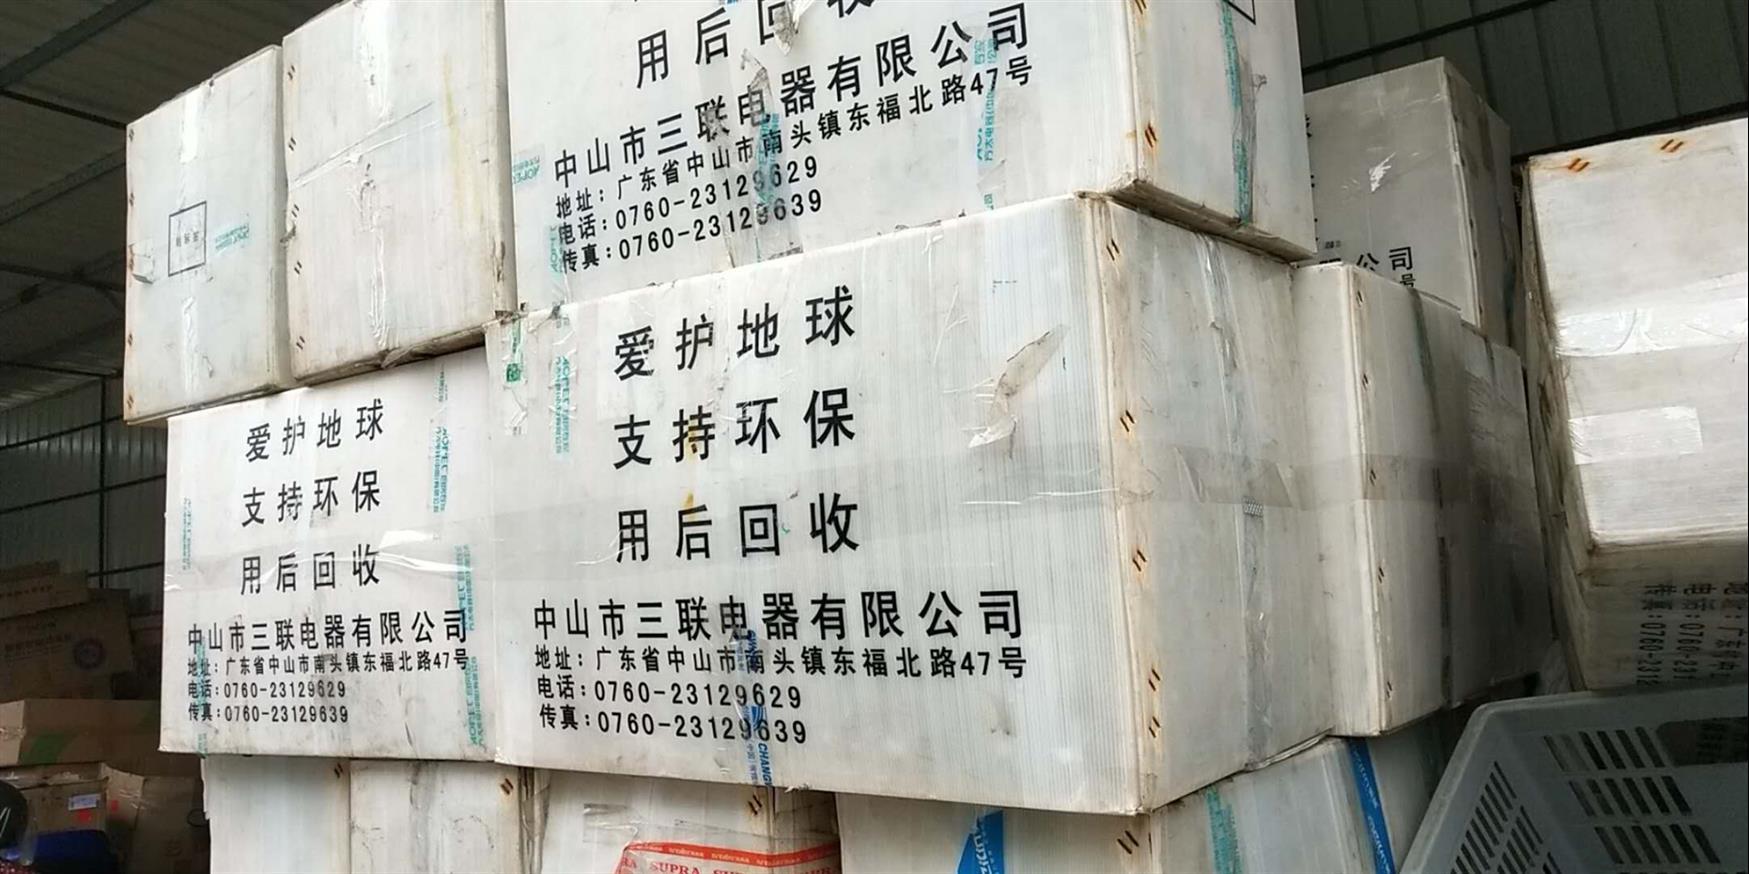 用后回收
中山市三联电器有限公司
地址：广东省中山市南头镇东福北路47号
电话：0760-23129629
传真：0760-23129639
爱护地球
支持环保
用后回收
中山市三联电器有限公司
地址：广东省中山市南头镇东福北路47号
电话：0760-23129629
传真：0760-23129639
爱护地球
支持环保
用后回收
中山市三联电器有限公司
地址：广东省中山市南头镇东福北路47号
电话：0760-23129629
传真：0760-23129639
公司
号
CHANG
SUPRA